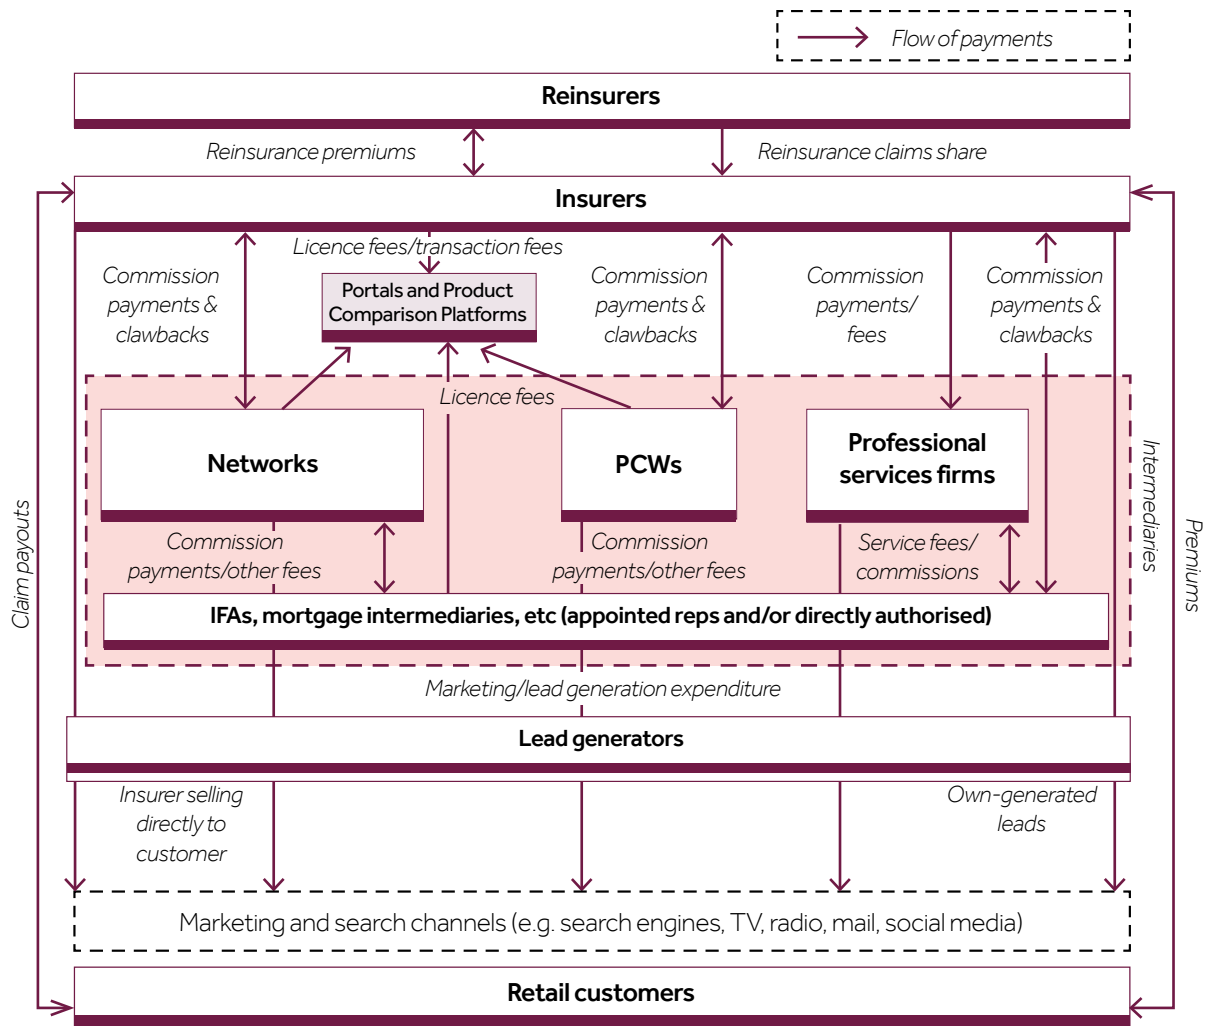 Flow of payments
Reinsurers
Reinsurance premiums
Reinsurance claims share
Insurers
Licence fees/transaction fees
Commission
payments &
clawbacks
Portals and Product
Comparison Platforms
Commission
payments &
clawbacks
Commission
payments/
fees
Commission
payments &
clawbacks
Licence fees
Networks
PCWs
Professional
services firms
Intermediaries
Claim payouts
Premiums
Commission
payments/other fees
Commission
payments/other fees
Service fees/
commissions
IFAs, mortgage intermediaries, etc (appointed reps and/or directly authorised)
Marketing/lead generation expenditure
Lead generators
Insurer selling
directly to
customer
Own-generated
leads
Marketing and search channels (e.g. search engines, TV, radio, mail, social media)
Retail customers